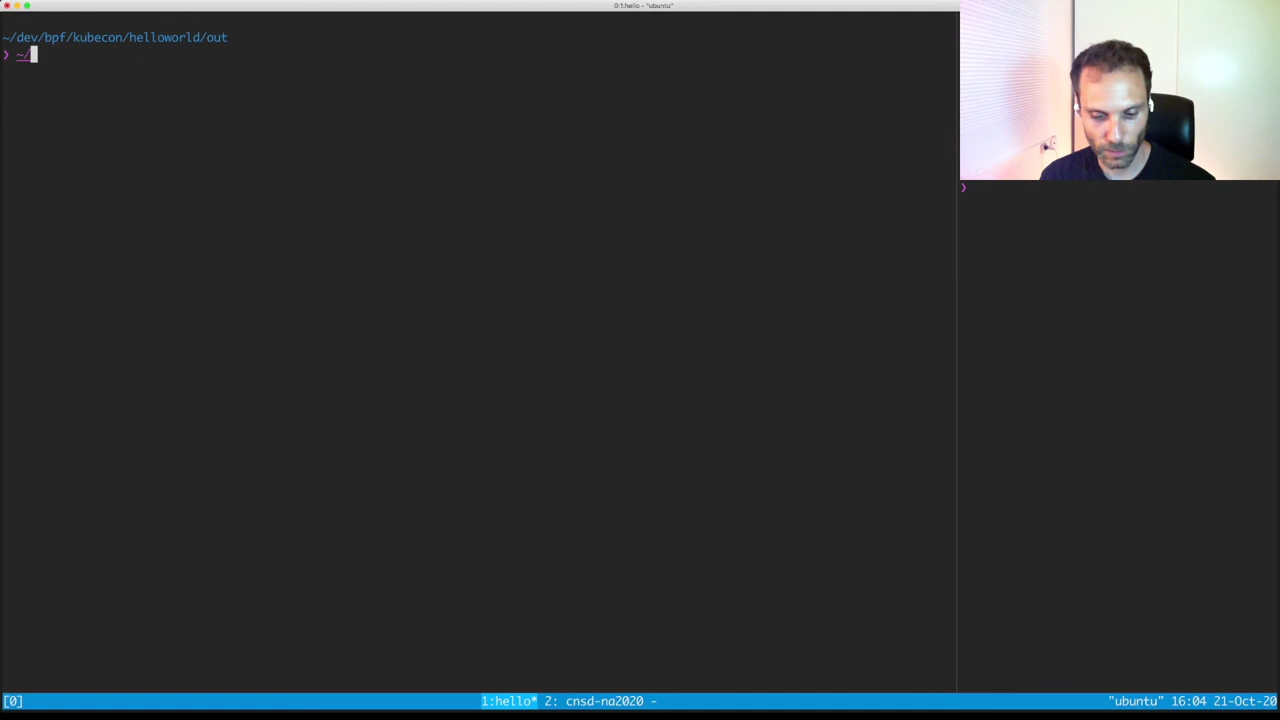 0:1:hello - "ubuntu"
~/dev/bpf/kubecon/helloworld/out
❯ ~/
❯
[0] 1:hello* 2: cnsd-na2020 - "ubuntu" 16:04 21-Oct-20